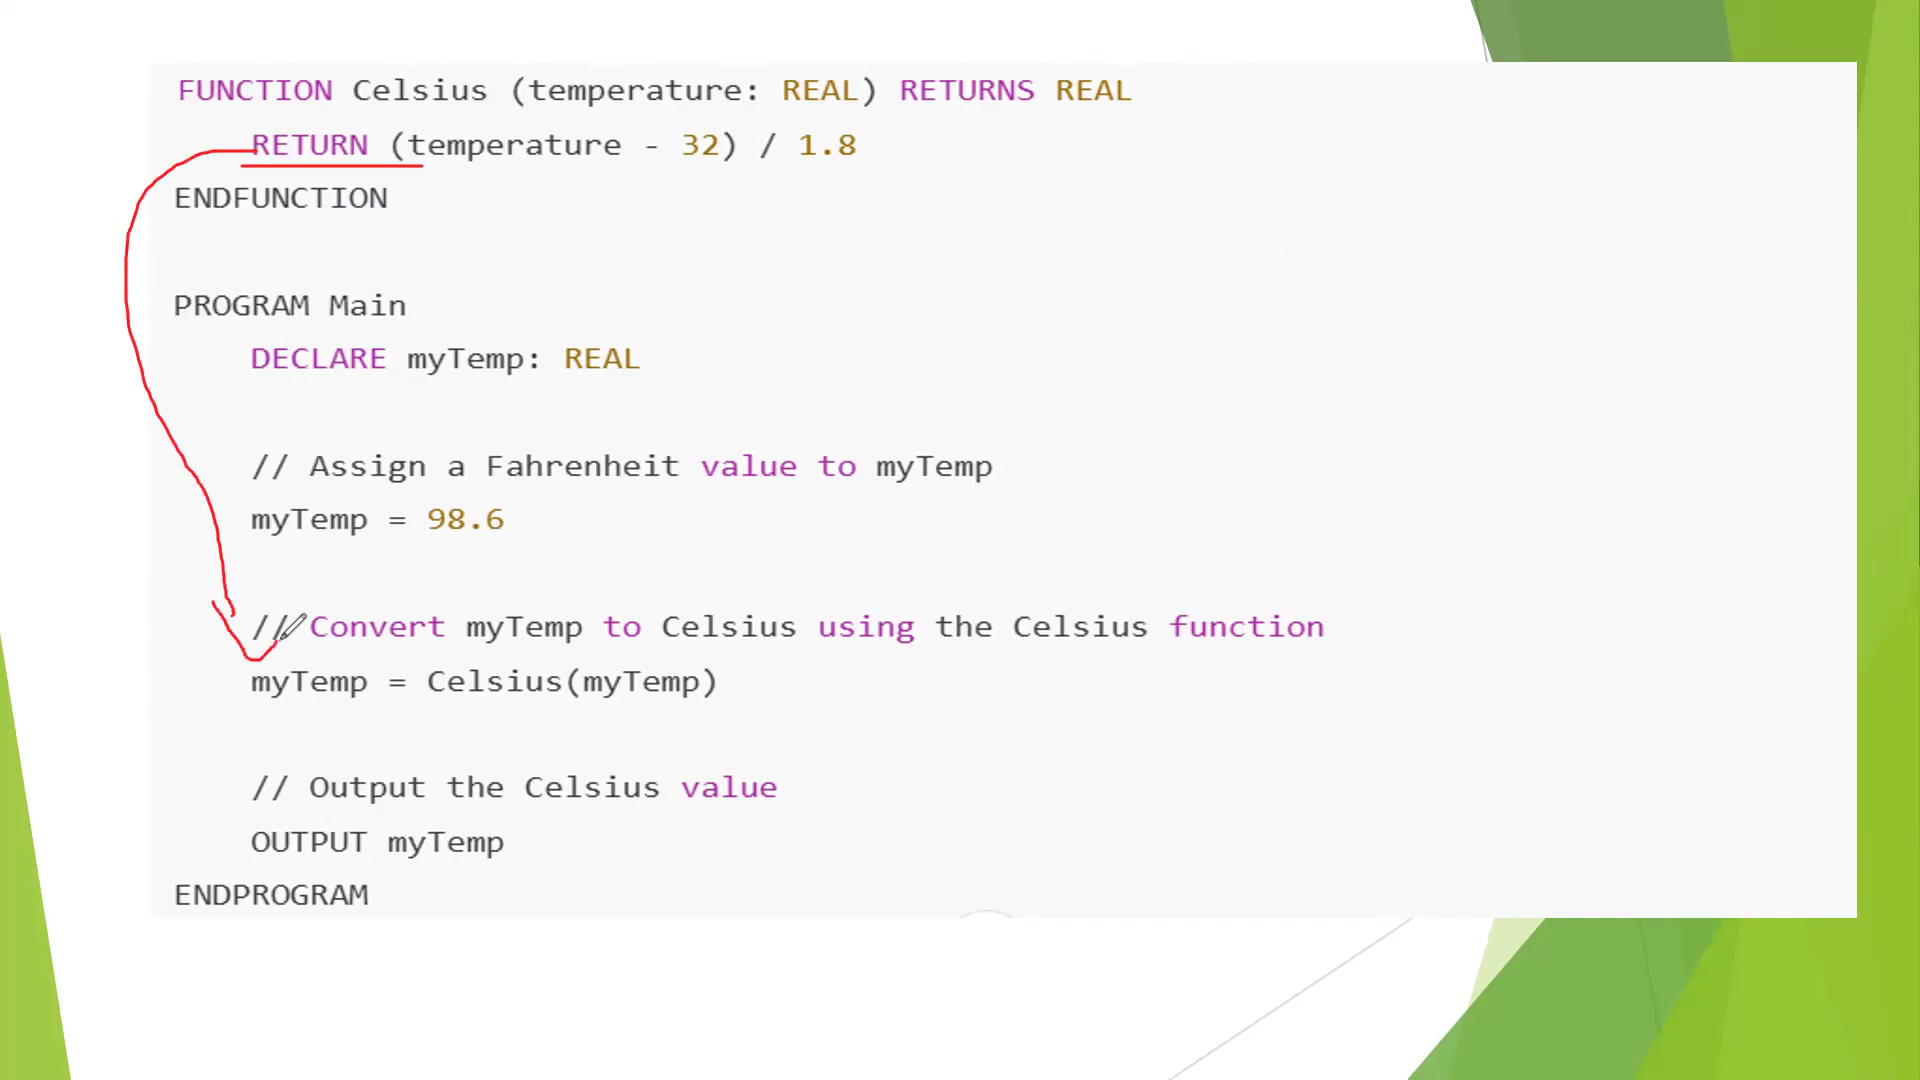 FUNCTION Celsius (temperature: REAL) RETURNS REAL
RETURN (temperature - 32) / 1.8
ENDFUNCTION
PROGRAM Main
DECLARE myTemp: REAL
// Assign a Fahrenheit value to myTemp
myTemp = 98.6
// Convert myTemp to Celsius using the Celsius function
myTemp = Celsius(myTemp)
// Output the Celsius value
OUTPUT myTemp
ENDPROGRAM